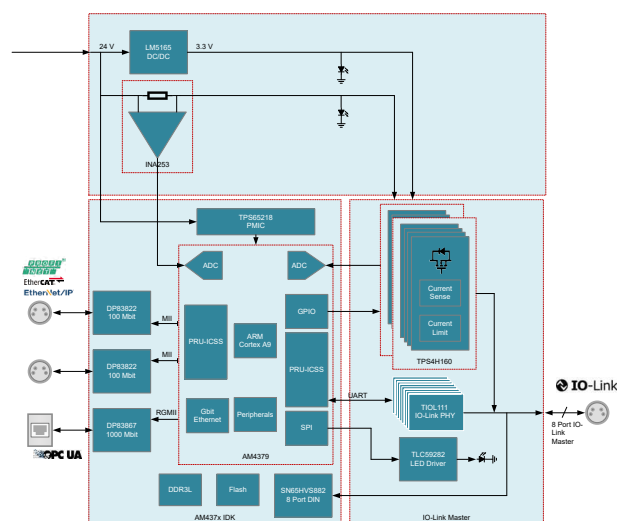 24 V
LM5165
DC/DC
3.3 V
INA253
TPS65218
PMIC
ADC
ADC
PROFI
NET
EtherCAT
EtherNet/IP
DP83822
100 Mbit
MII
PRU-ICSS
ARM
Cortex A9
GPIO
Current
Sense
Current
Limit
TPS4H160
DP83822
100 Mbit
MII
PRU-ICSS
UART
TIOL111
IO-Link PHY
IO-Link
8 Port IO-
Link
Master
DP83867
1000 Mbit
RGMII
Gbit
Ethernet
Peripherals
SPI
AM4379
OPC UA
TLC59282
LED Driver
DDR3L
Flash
SN65HVS882
8 Port DIN
AM437x IDK
IO-Link Master